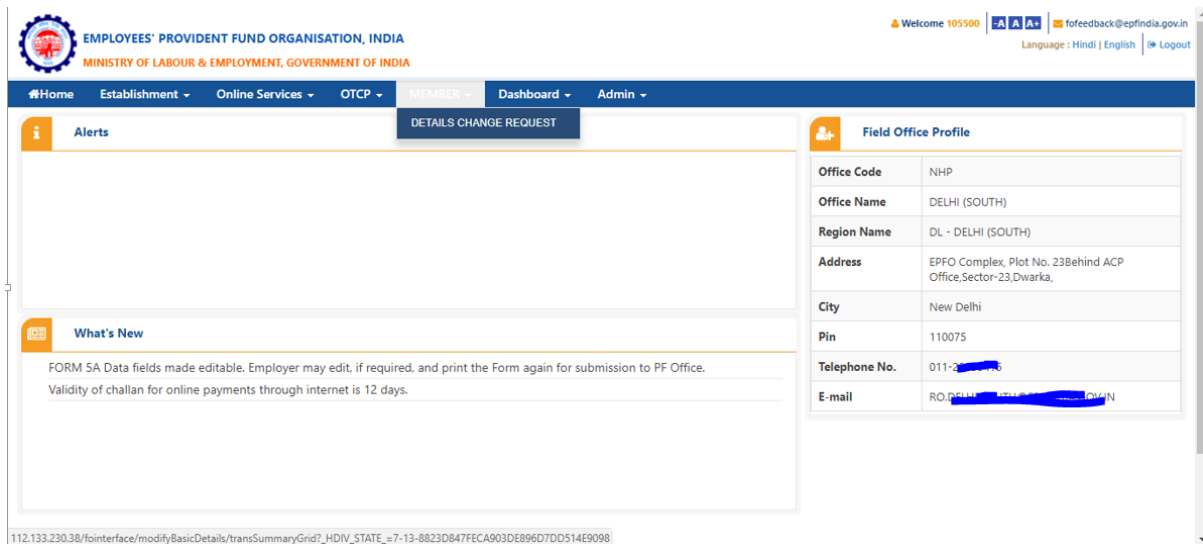 EMPLOYEES' PROVIDENT FUND ORGANISATION, INDIA
MINISTRY OF LABOUR & EMPLOYMENT, GOVERNMENT OF INDIA
Welcome 105500 -A A A+ fofeedback@epfindia.gov.in
Language : Hindi | English Logout
Home Establishment Online Services OTCP MEMBER Dashboard Admin
DETAILS CHANGE REQUEST
Alerts
What's New
FORM 5A Data fields made editable. Employer may edit, if required, and print the Form again for submission to PF Office.
Validity of challan for online payments through internet is 12 days.
Field Office Profile
Office Code NHP
Office Name DELHI (SOUTH)
Region Name DL - DELHI (SOUTH)
Address EPFO Complex, Plot No. 23Behind ACP
Office,Sector-23,Dwarka,
City New Delhi
Pin 110075
Telephone No. 011-2
E-mail
112.133.230.38/fointerface/modifyBasicDetails/transSummaryGrid?_HDIV_STATE_=7-13-8823D847FECA903DE896D7DD514E9098